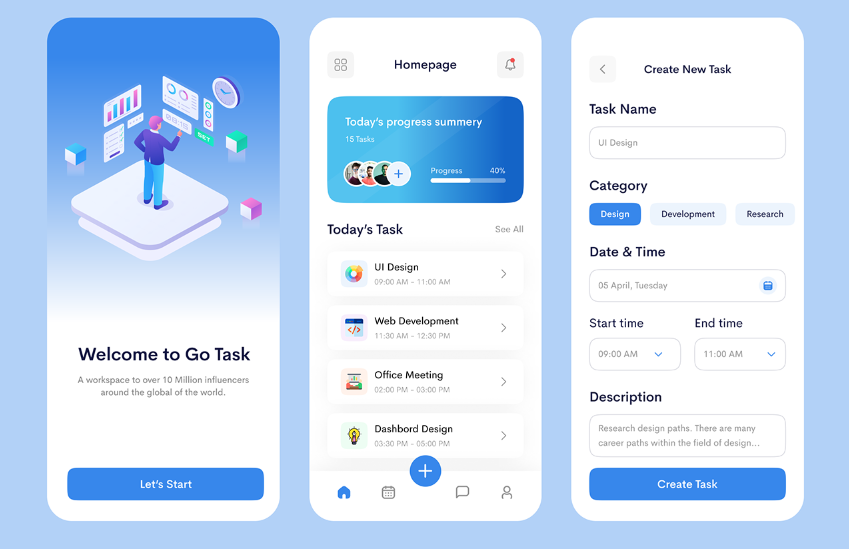 08:15
SET
Welcome to Go Task
A workspace to over 10 Million influencers
around the global of the world.
Let's Start
Homepage
Today's progress summery
15 Tasks
Progress 40%
Today's Task See All
UI Design
09:00 AM - 11:00 AM
Web Development
11:30 AM - 12:30 PM
Office Meeting
02:00 PM - 03:00 PM
Dashbord Design
03:30 PM - 05:00 PM
Create New Task
Task Name
UI Design
Category
Design Development Research
Date & Time
05 April, Tuesday
Start time End time
09:00 AM 11:00 AM
Description
Research design paths. There are many
career paths within the field of design...
Create Task